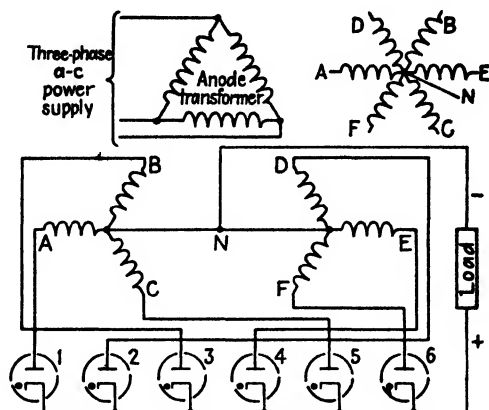 Three-phase
a-c
power
supply
Anode
transformer
D
B
A
E
N
F
C
B
D
A
N
E
C
F
-
Load
+
1
2
3
4
5
6